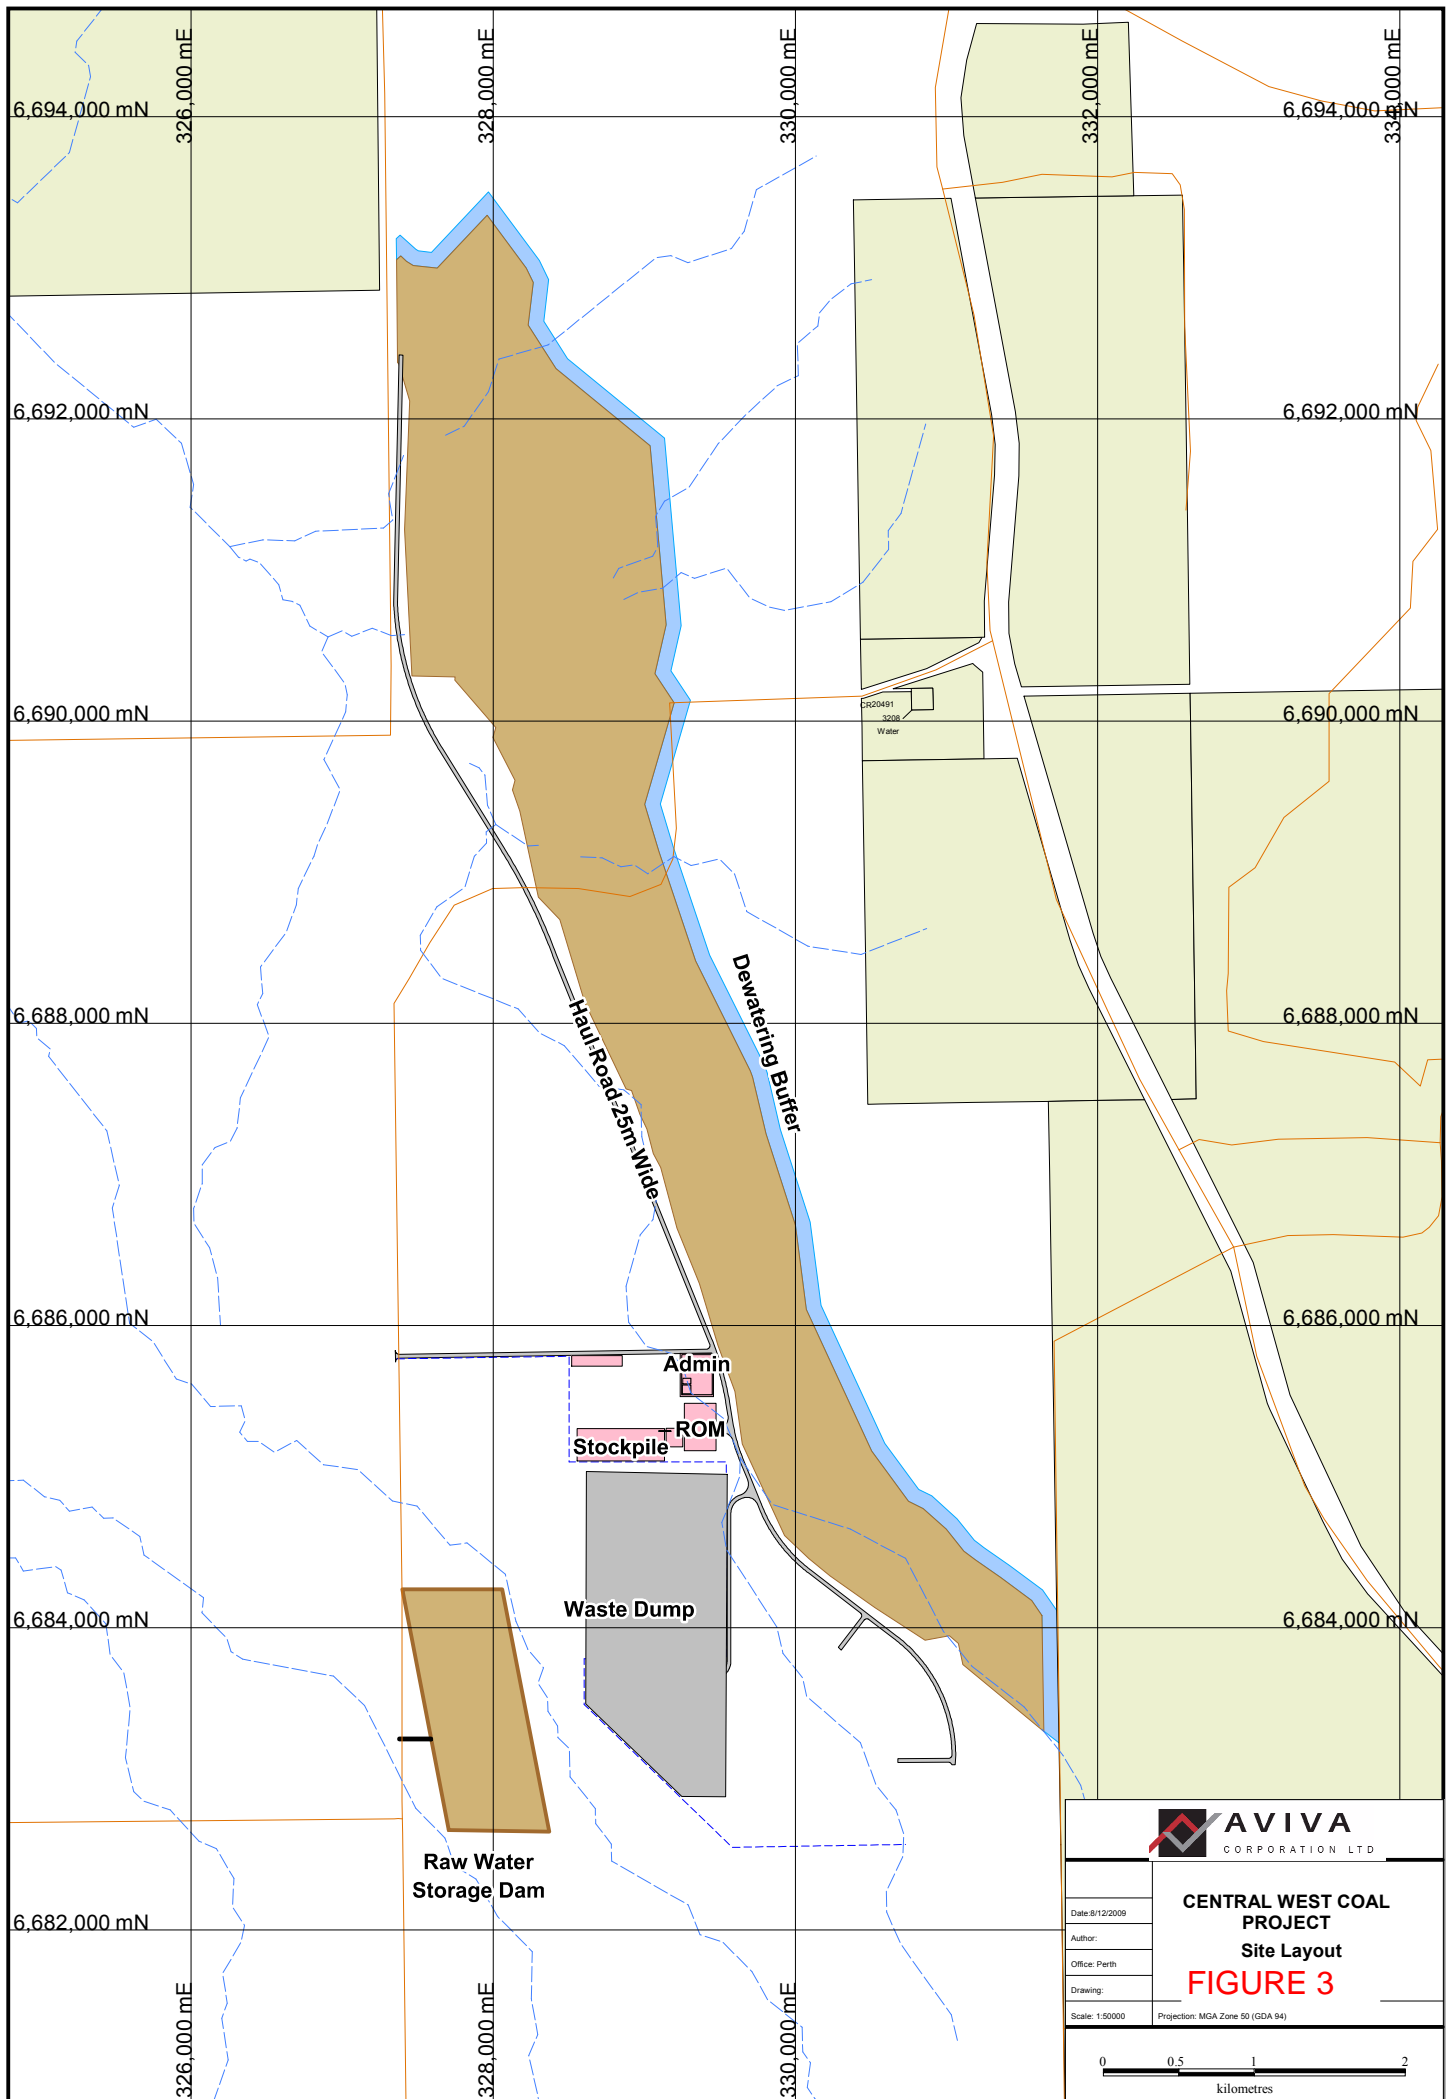 326,000 mE
328,000 mE
330,000 mE
332,000 mE
334,000 mE
6,694,000 mN
6,694,000 mN
6,692,000 mN
6,692,000 mN
CR20491
3208
Water
6,690,000 mN
6,690,000 mN
Dewatering Buffer
Haul Road 25m Wide
6,688,000 mN
6,688,000 mN
6,686,000 mN
6,686,000 mN
Admin
ROM
Stockpile
Waste Dump
6,684,000 mN
6,684,000 mN
Raw Water
Storage Dam
6,682,000 mN
326,000 mE
328,000 mE
330,000 mE
AVIVA
CORPORATION LTD
CENTRAL WEST COAL
PROJECT
Site Layout
FIGURE 3
Date:8/12/2009
Author:
Office: Perth
Drawing:
Scale: 1:50000
Projection: MGA Zone 50 (GDA 94)
0 0.5 1 2
kilometres